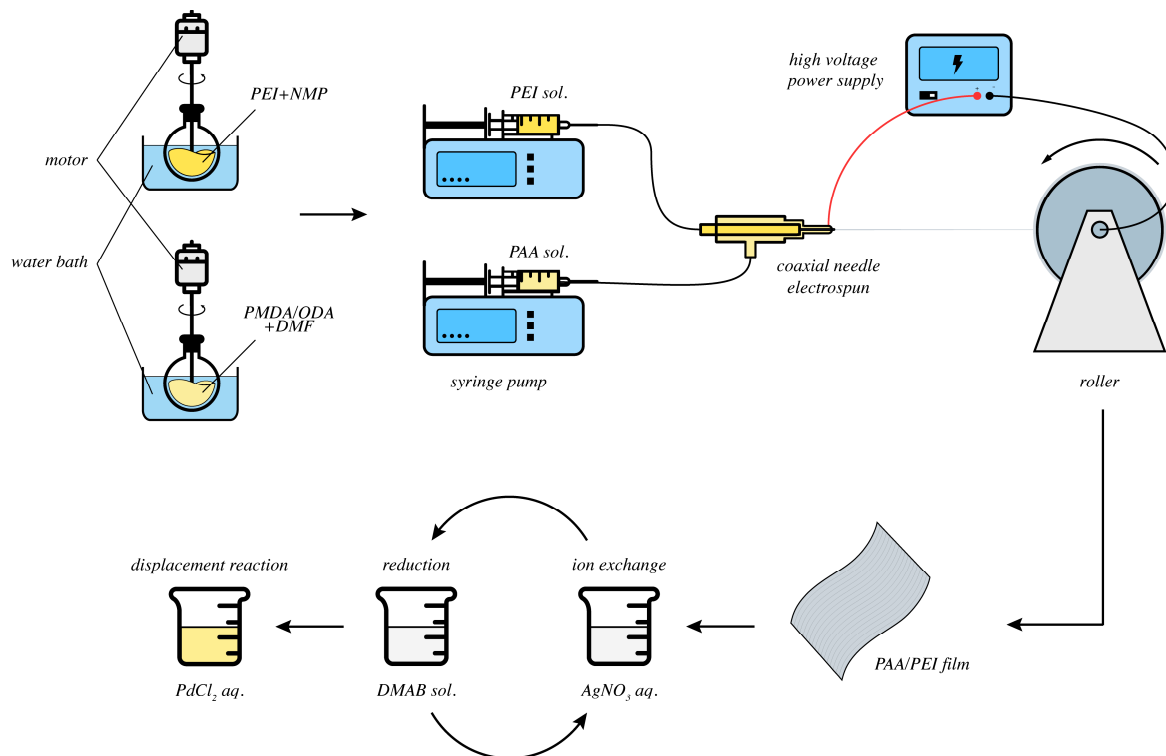 PEI+NMP
motor
water bath
PMDA/ODA
+DMF
PEI sol.
PAA sol.
syringe pump
high voltage
power supply
+
-
coaxial needle
electrospun
roller
displacement reaction
reduction
ion exchange
PdCl₂ aq.
DMAB sol.
AgNO₃ aq.
PAA/PEI film